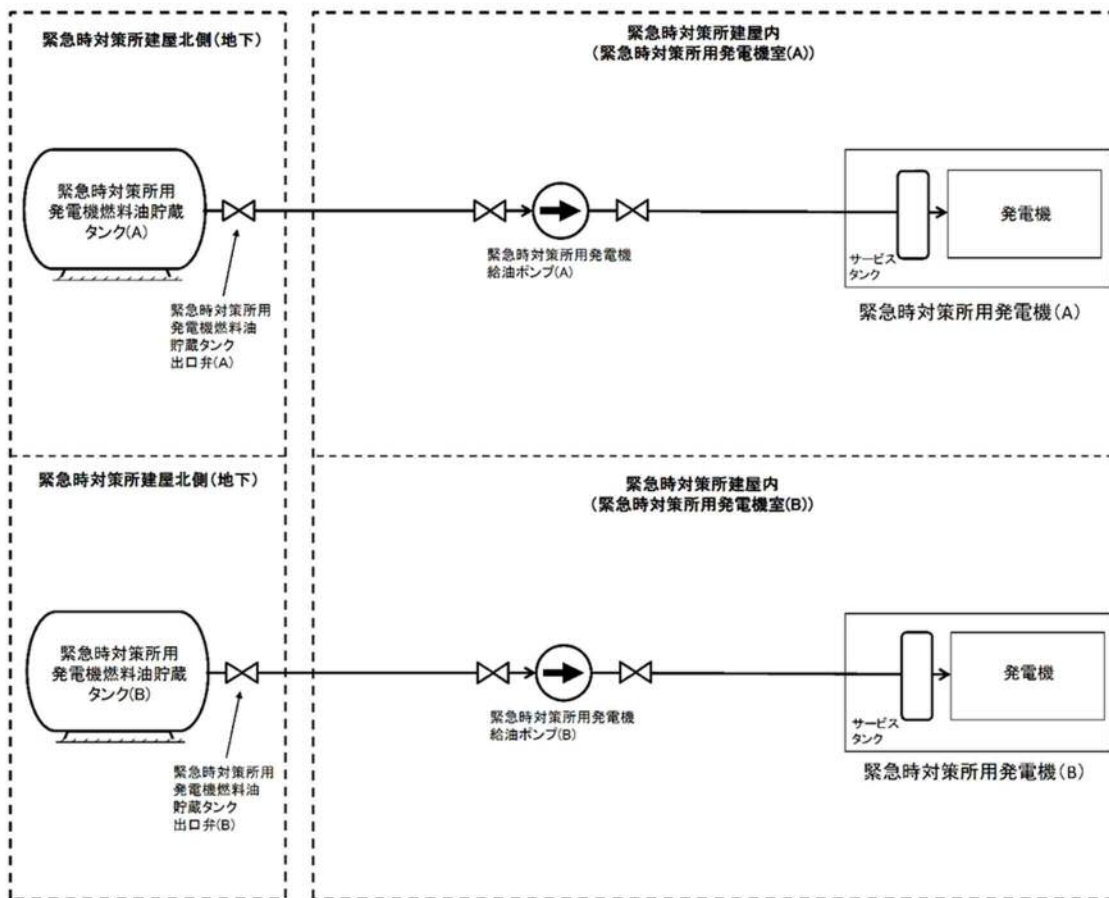 緊急時対策所建屋北側(地下)
緊急時対策所建屋内
(緊急時対策所用発電機室(A))
緊急時対策所用
発電機燃料油貯蔵
タンク(A)
緊急時対策所用
発電機燃料油
貯蔵タンク
出口弁(A)
緊急時対策所用発電機
給油ポンプ(A)
サービス
タンク
発電機
緊急時対策所用発電機(A)
緊急時対策所建屋北側(地下)
緊急時対策所建屋内
(緊急時対策所用発電機室(B))
緊急時対策所用
発電機燃料油貯蔵
タンク(B)
緊急時対策所用
発電機燃料油
貯蔵タンク
出口弁(B)
緊急時対策所用発電機
給油ポンプ(B)
サービス
タンク
発電機
緊急時対策所用発電機(B)